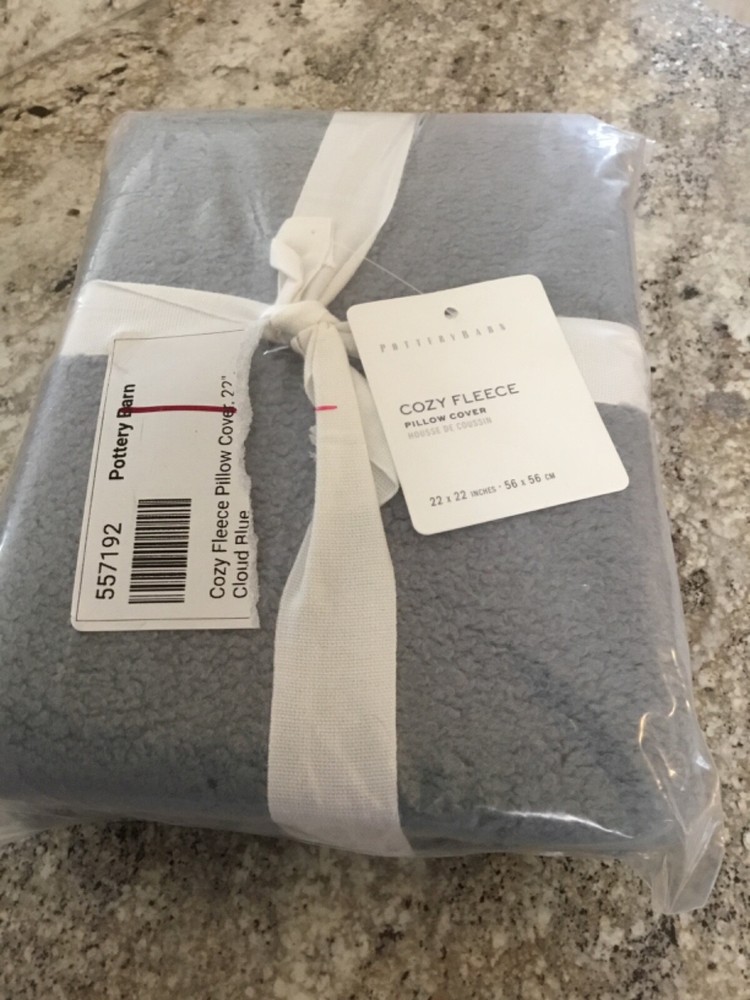 POTTERYBARN
COZY FLEECE
PILLOW COVER
HOUSSE DE COUSSIN
22 x 22 INCHES · 56 x 56 CM
Pottery Barn
557192
Cozy Fleece Pillow Cover, 22"
Cloud Blue